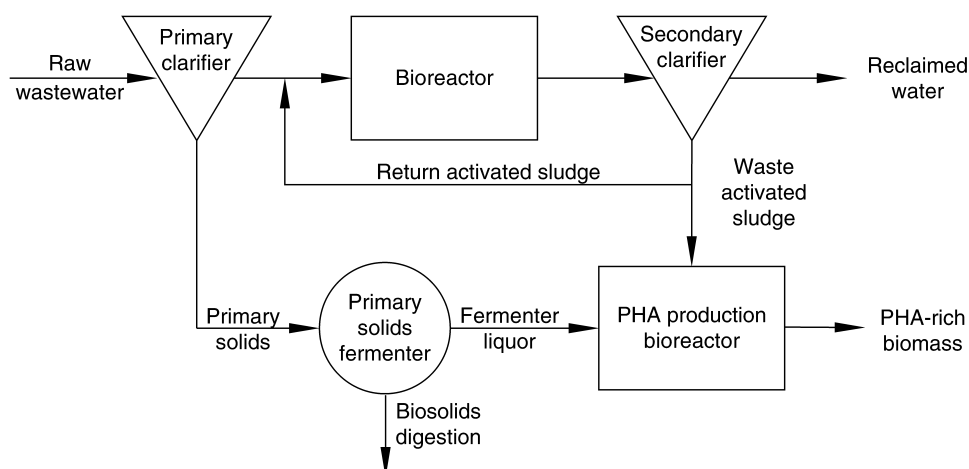 Raw
wastewater
Primary
clarifier
Bioreactor
Secondary
clarifier
Reclaimed
water
Return activated sludge
Waste
activated
sludge
Primary
solids
Primary
solids
fermenter
Fermenter
liquor
PHA production
bioreactor
PHA-rich
biomass
Biosolids
digestion